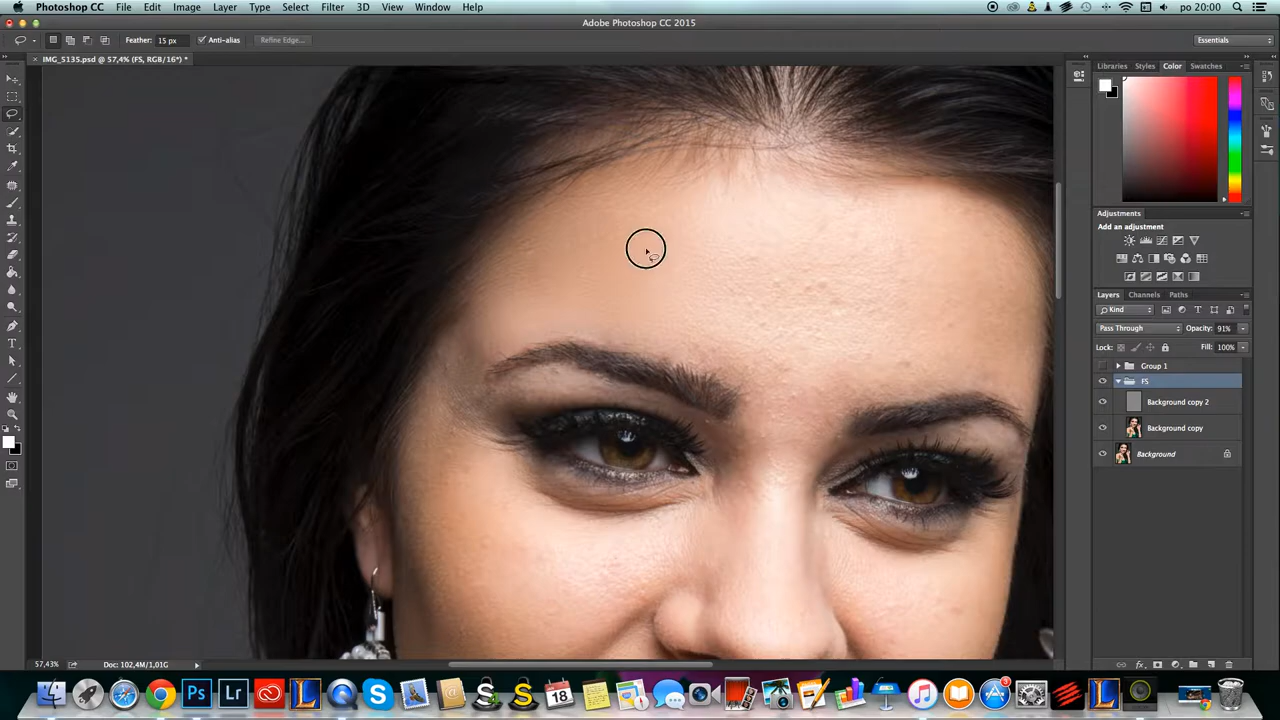 Photoshop CC File Edit Image Layer Type Select Filter 3D View Window Help
po 20:00
Adobe Photoshop CC 2015
Feather: 15 px Anti-alias Refine Edge...
Essentials
× IMG_5135.psd @ 57,4% (FS, RGB/16*) *
Libraries Styles Color Swatches
Adjustments
Add an adjustment
Layers Channels Paths
Kind
Pass Through Opacity: 91%
Lock: Fill: 100%
Group 1
FS
Background copy 2
Background copy
Background
57,43% Doc: 102,4M/1,01G
Ps Lr L S S 18 3 L